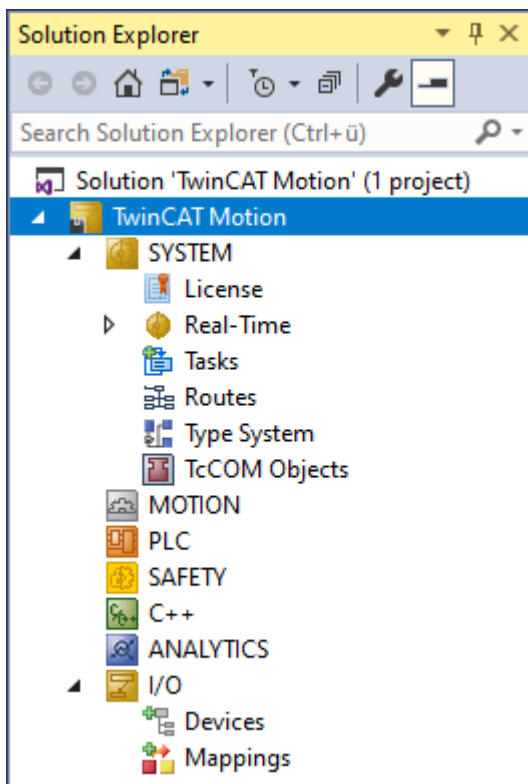 Solution Explorer
Search Solution Explorer (Ctrl+ü)
Solution 'TwinCAT Motion' (1 project)
TwinCAT Motion
SYSTEM
License
Real-Time
Tasks
Routes
Type System
TcCOM Objects
MOTION
PLC
SAFETY
C++
ANALYTICS
I/O
Devices
Mappings